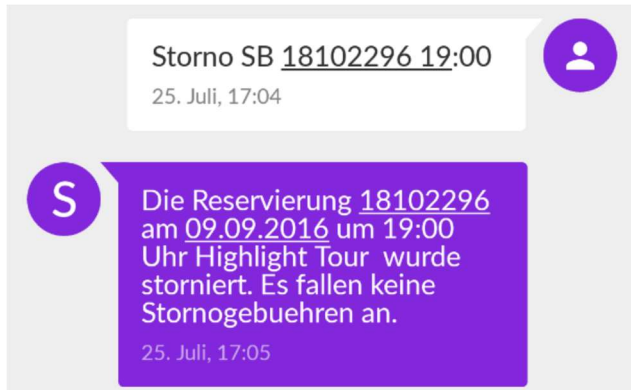 Storno SB 18102296 19:00
25. Juli, 17:04
S
Die Reservierung 18102296
am 09.09.2016 um 19:00
Uhr Highlight Tour  wurde
storniert. Es fallen keine
Stornogebuehren an.
25. Juli, 17:05